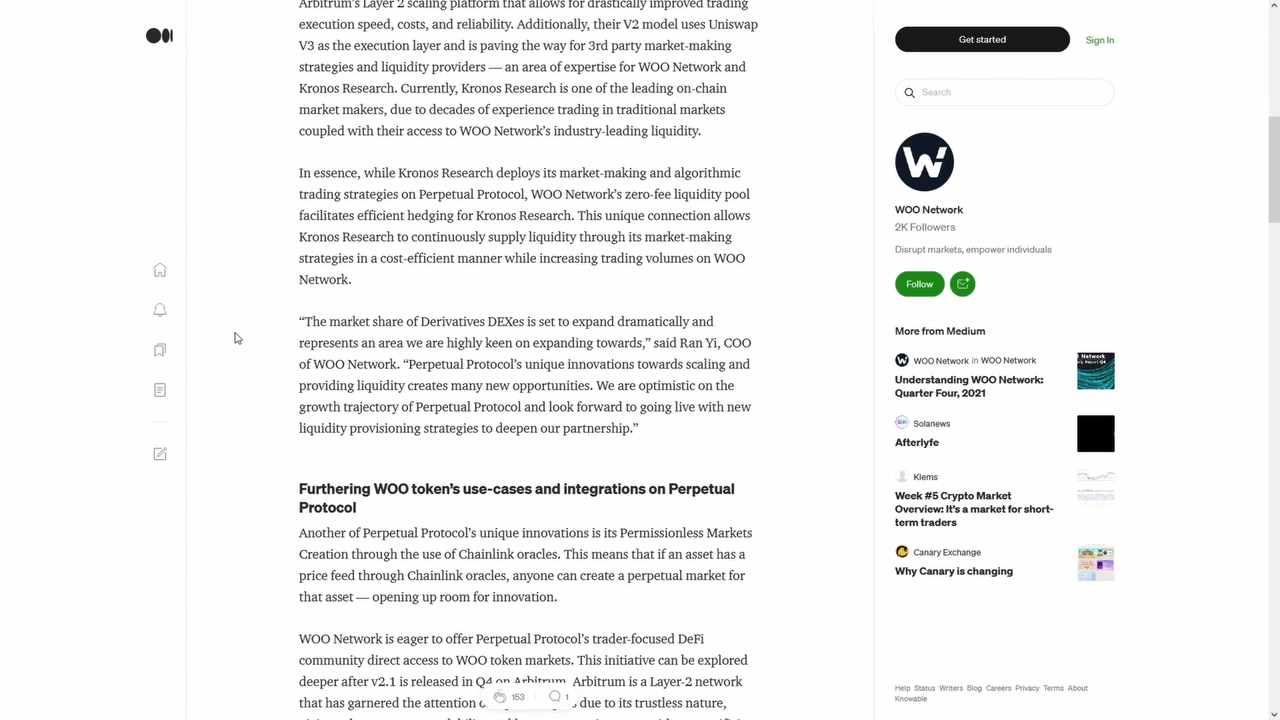 Arbitrum's Layer 2 scaling platform that allows for drastically improved trading
execution speed, costs, and reliability. Additionally, their V2 model uses Uniswap
V3 as the execution layer and is paving the way for 3rd party market-making
strategies and liquidity providers — an area of expertise for WOO Network and
Kronos Research. Currently, Kronos Research is one of the leading on-chain
market makers, due to decades of experience trading in traditional markets
coupled with their access to WOO Network's industry-leading liquidity.
In essence, while Kronos Research deploys its market-making and algorithmic
trading strategies on Perpetual Protocol, WOO Network's zero-fee liquidity pool
facilitates efficient hedging for Kronos Research. This unique connection allows
Kronos Research to continuously supply liquidity through its market-making
strategies in a cost-efficient manner while increasing trading volumes on WOO
Network.
“The market share of Derivatives DEXes is set to expand dramatically and
represents an area we are highly keen on expanding towards,” said Ran Yi, COO
of WOO Network. “Perpetual Protocol's unique innovations towards scaling and
providing liquidity creates many new opportunities. We are optimistic on the
growth trajectory of Perpetual Protocol and look forward to going live with new
liquidity provisioning strategies to deepen our partnership.”
Furthering WOO token's use-cases and integrations on Perpetual
Protocol
Another of Perpetual Protocol's unique innovations is its Permissionless Markets
Creation through the use of Chainlink oracles. This means that if an asset has a
price feed through Chainlink oracles, anyone can create a perpetual market for
that asset — opening up room for innovation.
WOO Network is eager to offer Perpetual Protocol's trader-focused DeFi
community direct access to WOO token markets. This initiative can be explored
deeper after v2.1 is released in Q4 on Arbitrum. Arbitrum is a Layer-2 network
that has garnered the attention of due to its trustless nature,
153
1
Get started
Sign In
Search
WOO Network
2K Followers
Disrupt markets, empower individuals
Follow
More from Medium
WOO Network in WOO Network
Understanding WOO Network:
Quarter Four, 2021
Solanews
Afterlyfe
Klems
Week #5 Crypto Market
Overview: It's a market for short-
term traders
Canary Exchange
Why Canary is changing
Help Status Writers Blog Careers Privacy Terms About
Knowable